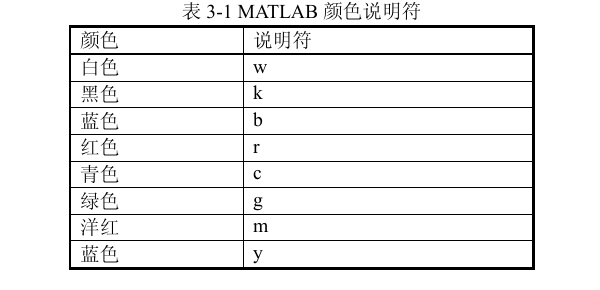 表 3-1 MATLAB 颜色说明符
颜色 说明符
白色 w
黑色 k
蓝色 b
红色 r
青色 c
绿色 g
洋红 m
蓝色 y